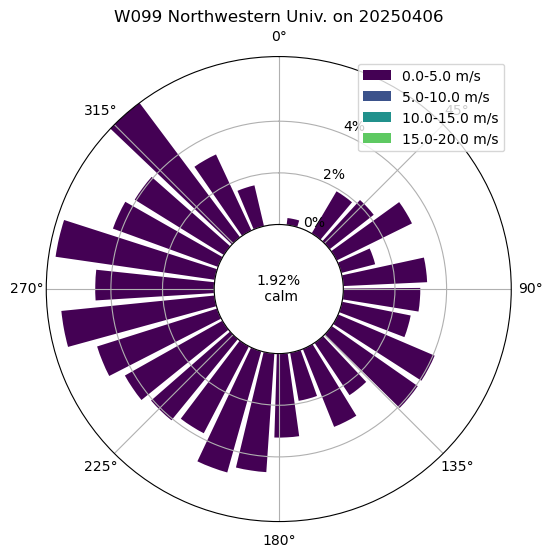 W099 Northwestern Univ. on 20250406
0°
0.0-5.0 m/s
5.0-10.0 m/s
10.0-15.0 m/s
15.0-20.0 m/s
45°
315°
4%
2%
0%
1.92%
calm
270°
90°
225°
135°
180°